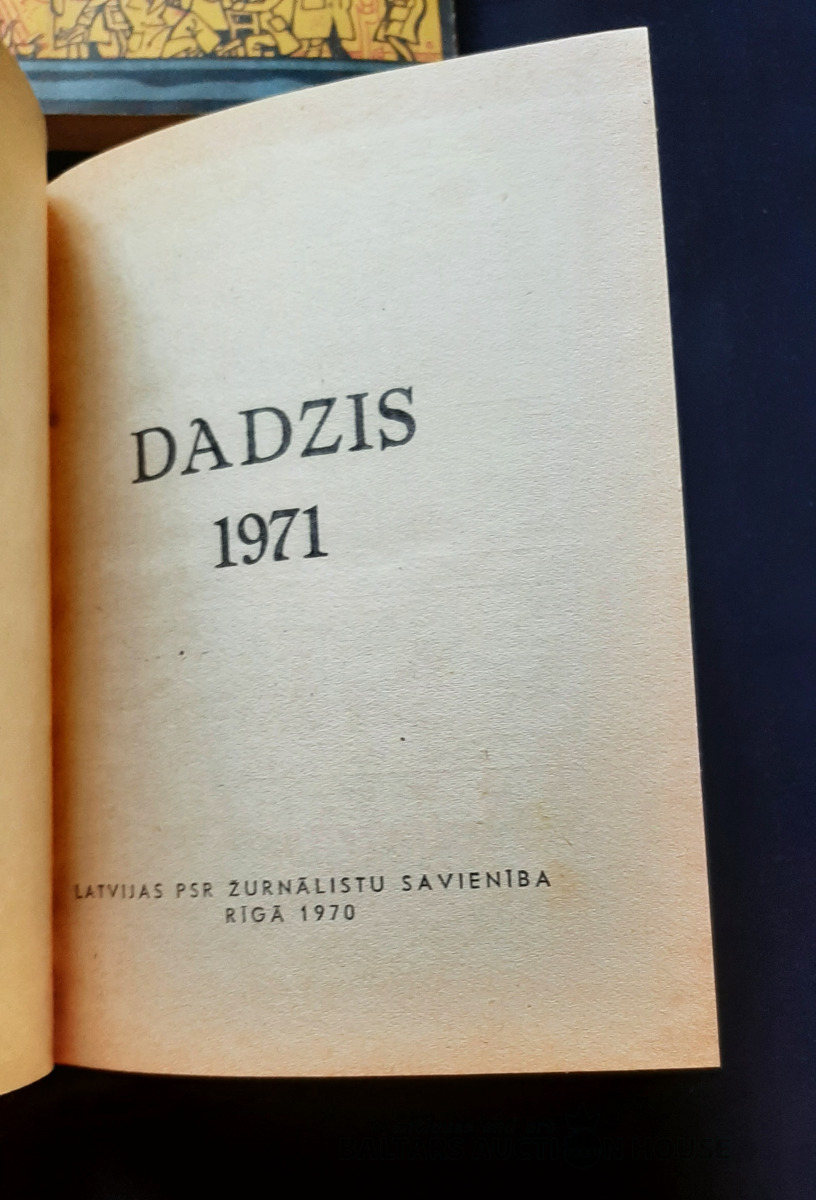 DADZIS
1971
LATVIJAS PSR ŽURNĀLISTU SAVIENĪBA
RĪGĀ 1970